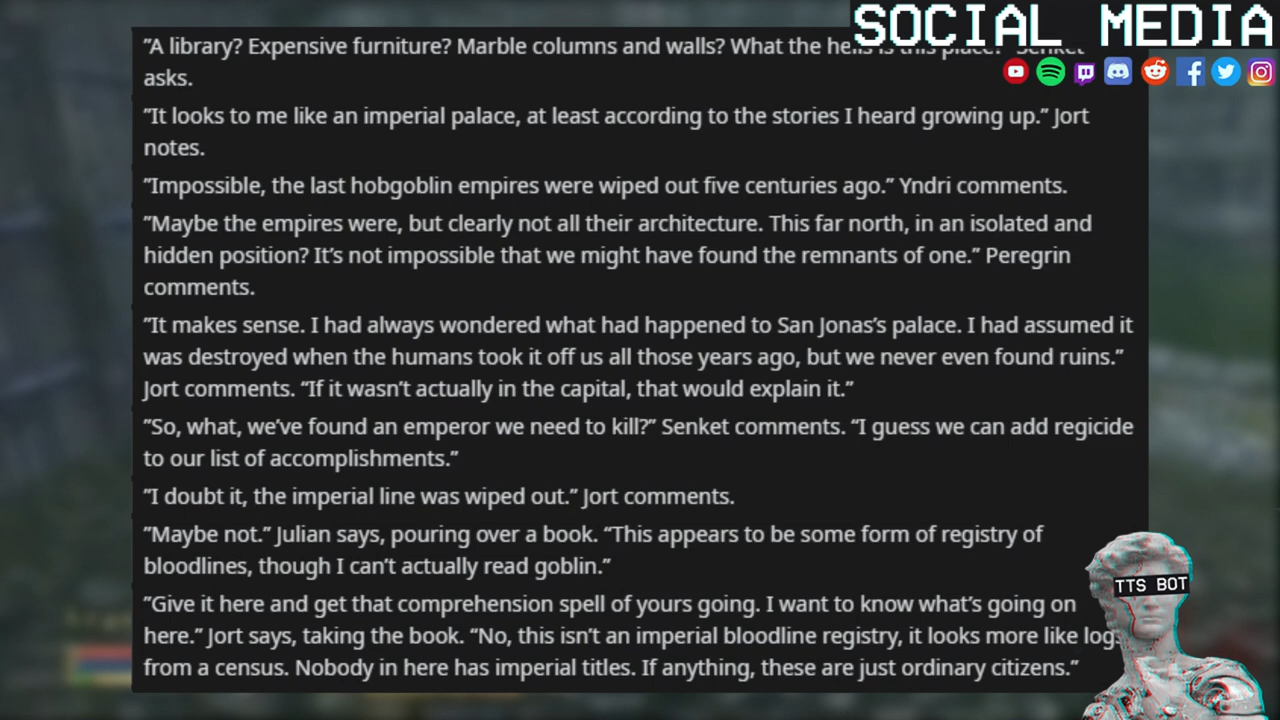 SOCIAL MEDIA
"A library? Expensive furniture? Marble columns and walls? What the hells is this place?" Senket
asks.
"It looks to me like an imperial palace, at least according to the stories I heard growing up." Jort
notes.
"Impossible, the last hobgoblin empires were wiped out five centuries ago." Yndri comments.
"Maybe the empires were, but clearly not all their architecture. This far north, in an isolated and
hidden position? It's not impossible that we might have found the remnants of one." Peregrin
comments.
"It makes sense. I had always wondered what had happened to San Jonas's palace. I had assumed it
was destroyed when the humans took it off us all those years ago, but we never even found ruins."
Jort comments. "If it wasn't actually in the capital, that would explain it."
"So, what, we've found an emperor we need to kill?" Senket comments. "I guess we can add regicide
to our list of accomplishments."
"I doubt it, the imperial line was wiped out." Jort comments.
"Maybe not." Julian says, pouring over a book. "This appears to be some form of registry of
bloodlines, though I can't actually read goblin."
"Give it here and get that comprehension spell of yours going. I want to know what's going on
here." Jort says, taking the book. "No, this isn't an imperial bloodline registry, it looks more like logs
from a census. Nobody in here has imperial titles. If anything, these are just ordinary citizens."
TTS BOT